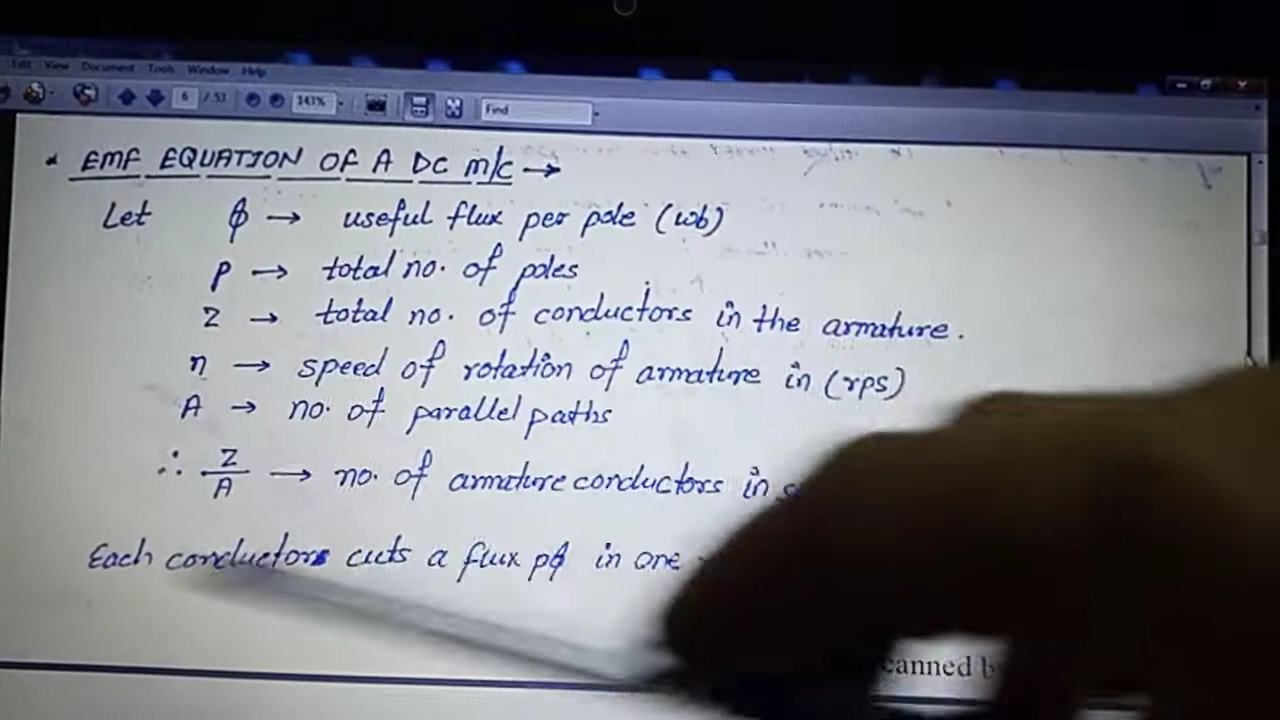 Edit View Document Tools Window Help
6 / 53 143% Find
EMF EQUATION OF A DC m/c →
Let ϕ → useful flux per pole (wb)
P → total no. of poles
Z → total no. of conductors in the armature.
n → speed of rotation of armature in (rps)
A → no. of parallel paths
∴ Z/A → no. of armature conductors in
Each conductors cuts a flux pϕ in one
canned b